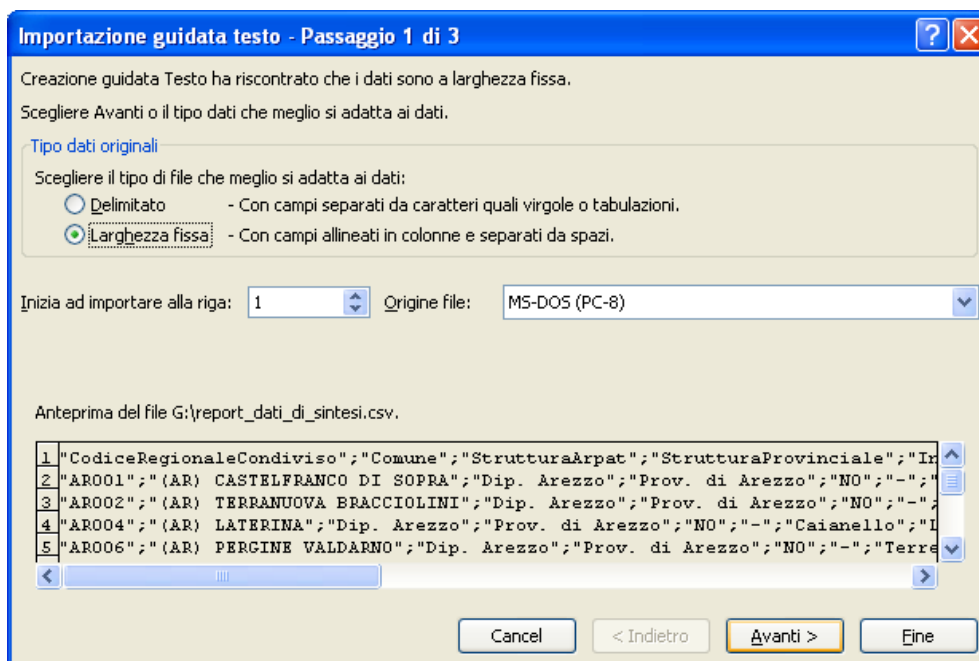 Importazione guidata testo - Passaggio 1 di 3
Creazione guidata Testo ha riscontrato che i dati sono a larghezza fissa.
Scegliere Avanti o il tipo dati che meglio si adatta ai dati.
Tipo dati originali
Scegliere il tipo di file che meglio si adatta ai dati:
Delimitato - Con campi separati da caratteri quali virgole o tabulazioni.
Larghezza fissa - Con campi allineati in colonne e separati da spazi.
Inizia ad importare alla riga: 1 Origine file: MS-DOS (PC-8)
Anteprima del file G:\report_dati_di_sintesi.csv.
1 "CodiceRegionaleCondiviso";"Comune";"StrutturaArpat";"StrutturaProvinciale";"In
2 "AR001";"(AR) CASTELFRANCO DI SOPRA";"Dip. Arezzo";"Prov. di Arezzo";"NO";"-";"
3 "AR002";"(AR) TERRANUOVA BRACCIOLINI";"Dip. Arezzo";"Prov. di Arezzo";"NO";"-";
4 "AR004";"(AR) LATERINA";"Dip. Arezzo";"Prov. di Arezzo";"NO";"-";"Caianello";"L
5 "AR006";"(AR) PERGINE VALDARNO";"Dip. Arezzo";"Prov. di Arezzo";"NO";"-";"Terre
Cancel < Indietro Avanti > Fine